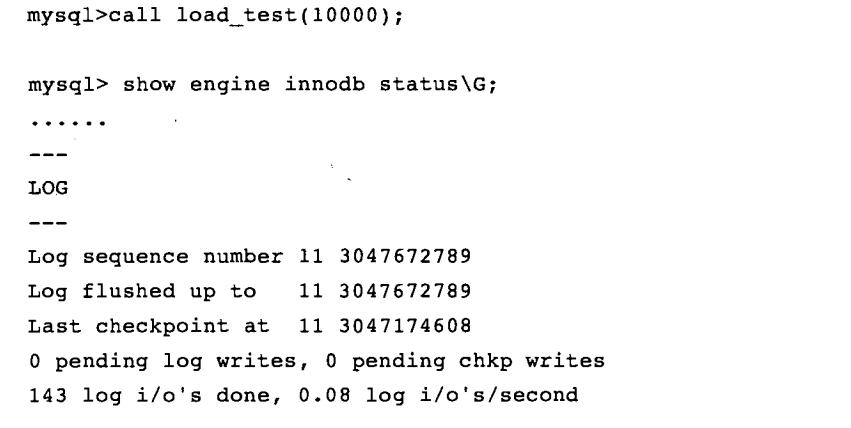 mysql>call load_test(10000);
mysql> show engine innodb status\G;
......
---
LOG
---
Log sequence number 11 3047672789
Log flushed up to   11 3047672789
Last checkpoint at  11 3047174608
0 pending log writes, 0 pending chkp writes
143 log i/o's done, 0.08 log i/o's/second